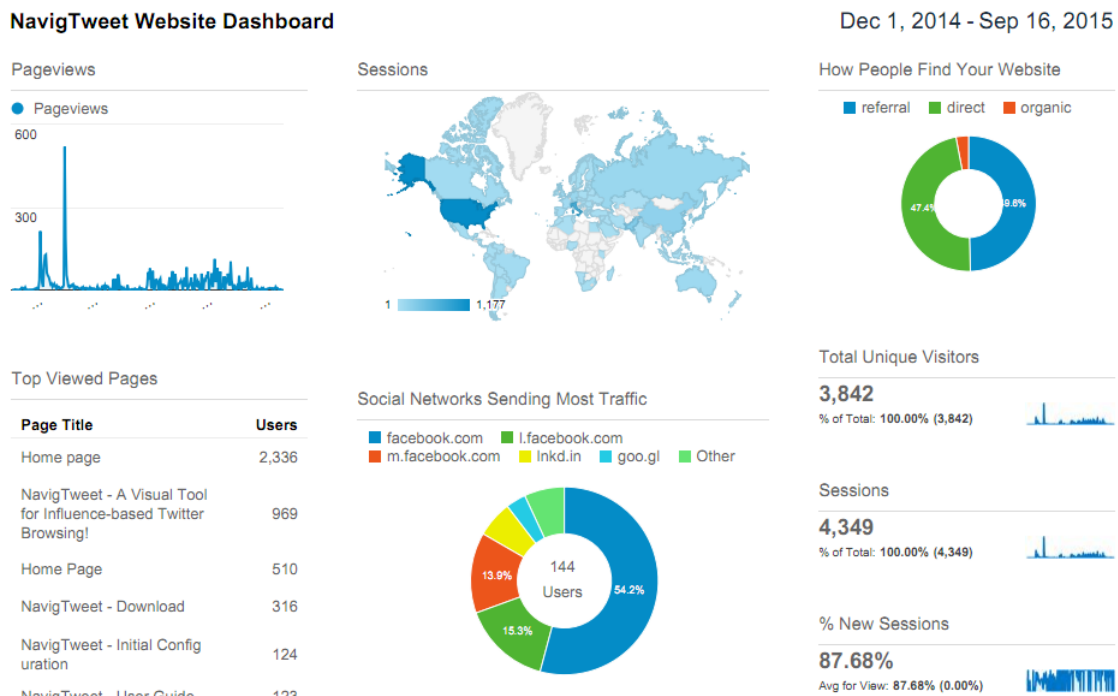 NavigTweet Website Dashboard
Dec 1, 2014 - Sep 16, 2015
Pageviews
Pageviews
600
300
Sessions
1
1,177
How People Find Your Website
referral direct organic
47.4%
Top Viewed Pages
Page Title Users
Home page 2,336
NavigTweet - A Visual Tool
for Influence-based Twitter 969
Browsing!
Home Page 510
NavigTweet - Download 316
NavigTweet - Initial Config
uration 124
NavigTweet - User Guide 123
Social Networks Sending Most Traffic
facebook.com l.facebook.com
m.facebook.com lnkd.in goo.gl Other
144
Users
54.2%
13.9%
15.3%
Total Unique Visitors
3,842
% of Total: 100.00% (3,842)
Sessions
4,349
% of Total: 100.00% (4,349)
% New Sessions
87.68%
Avg for View: 87.68% (0.00%)